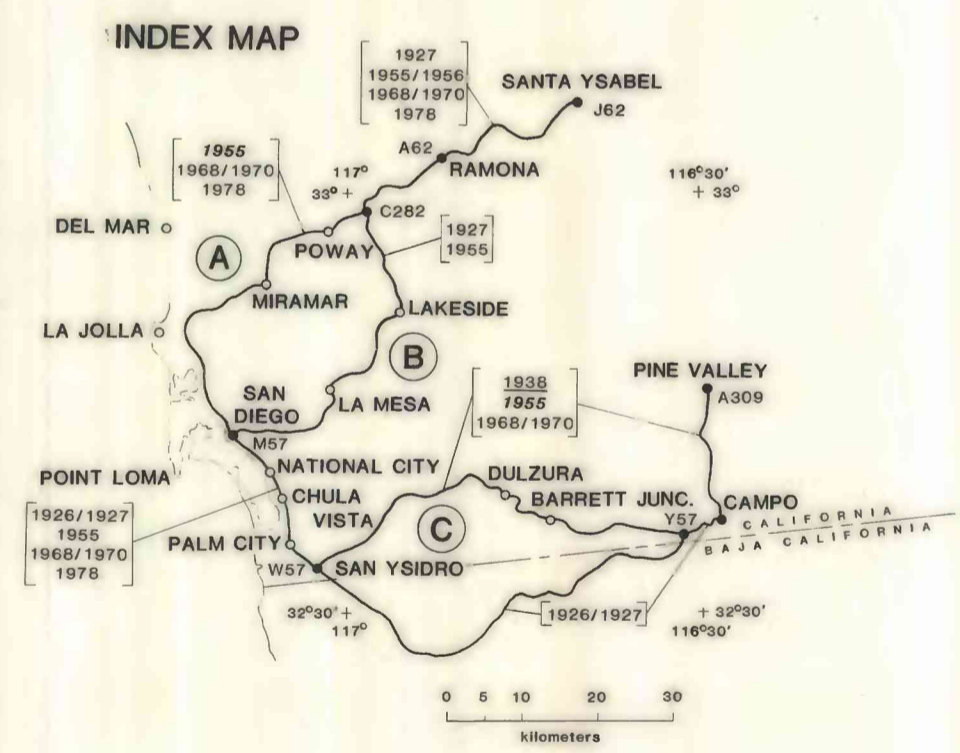 INDEX MAP
1927
1955/1956
1968/1970
1978
SANTA YSABEL
J62
A62
RAMONA
1955
1968/1970
1978
117°
33° +
116°30'
+ 33°
C282
DEL MAR
POWAY
1927
1955
A
MIRAMAR
LAKESIDE
LA JOLLA
B
PINE VALLEY
A309
1938
1955
1968/1970
SAN
DIEGO
LA MESA
M57
NATIONAL CITY
POINT LOMA
CHULA
VISTA
DULZURA
BARRETT JUNC.
CAMPO
Y57
CALIFORNIA
BAJA CALIFORNIA
1926/1927
1955
1968/1970
1978
PALM CITY
C
W57
SAN YSIDRO
32°30' +
117°
1926/1927
+ 32°30'
116°30'
0 5 10 20 30
kilometers